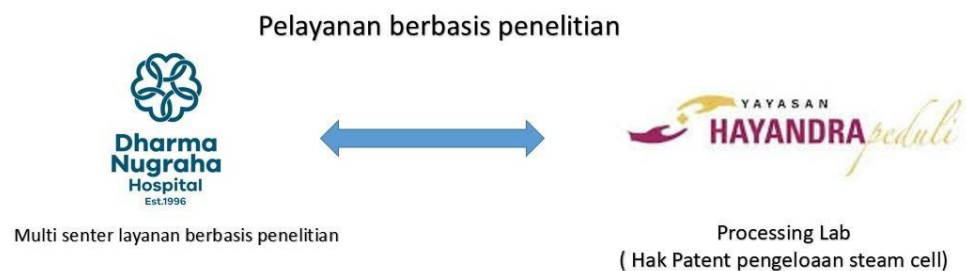 Pelayanan berbasis penelitian
Dharma
Nugraha
Hospital
Est.1996
YAYASAN
HAYANDRA peduli
Multi senter layanan berbasis penelitian
Processing Lab
( Hak Patent pengeloaan steam cell)